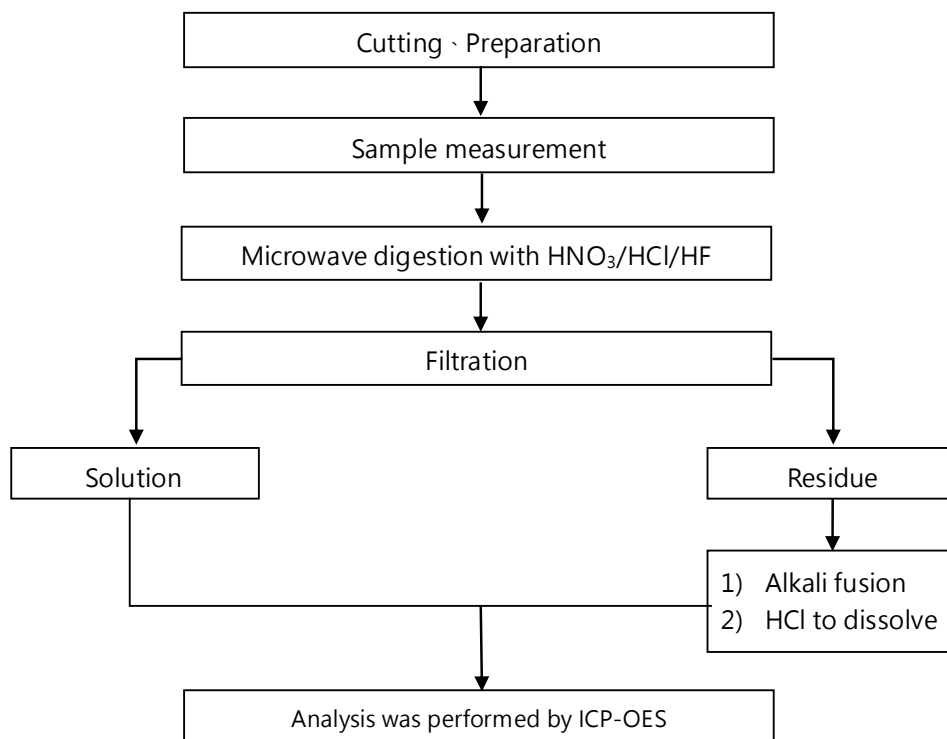 Cutting、Preparation
Sample measurement
Microwave digestion with HNO₃/HCl/HF
Filtration
Solution
Residue
1) Alkali fusion
2) HCl to dissolve
Analysis was performed by ICP-OES